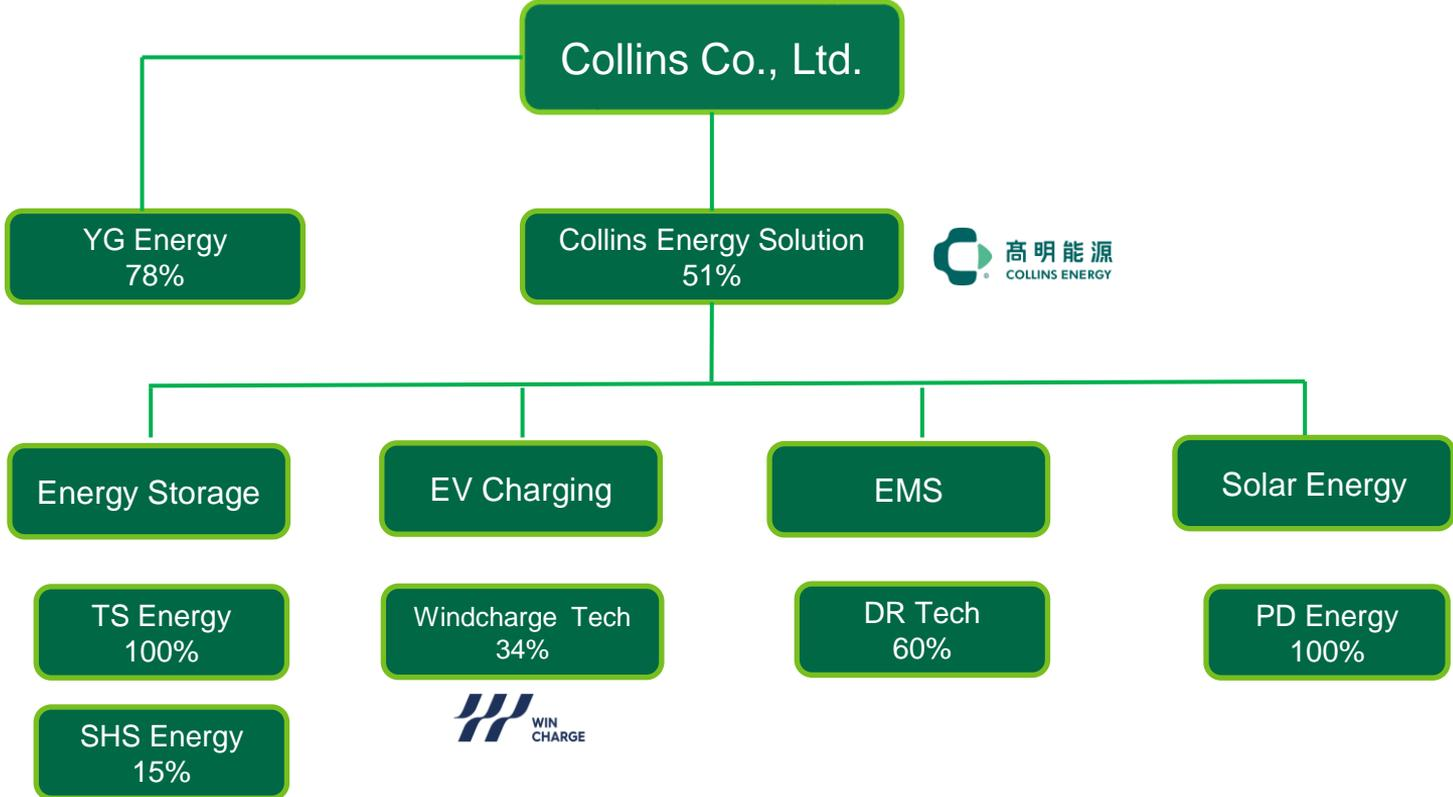 Collins Co., Ltd.
YG Energy
78%
Collins Energy Solution
51%
髙明能源
COLLINS ENERGY
Energy Storage
EV Charging
EMS
Solar Energy
TS Energy
100%
Windcharge Tech
34%
DR Tech
60%
PD Energy
100%
WIN
CHARGE
SHS Energy
15%